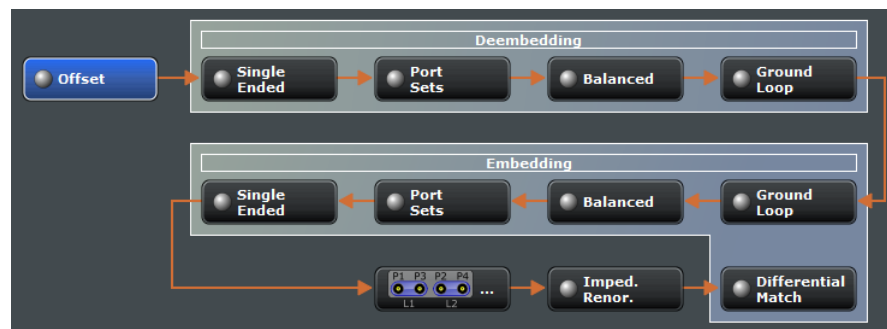 Deembedding
Offset
Single
Ended
Port
Sets
Balanced
Ground
Loop
Embedding
Single
Ended
Port
Sets
Balanced
Ground
Loop
P1 P3 P2 P4
...
L1 L2
Imped.
Renor.
Differential
Match